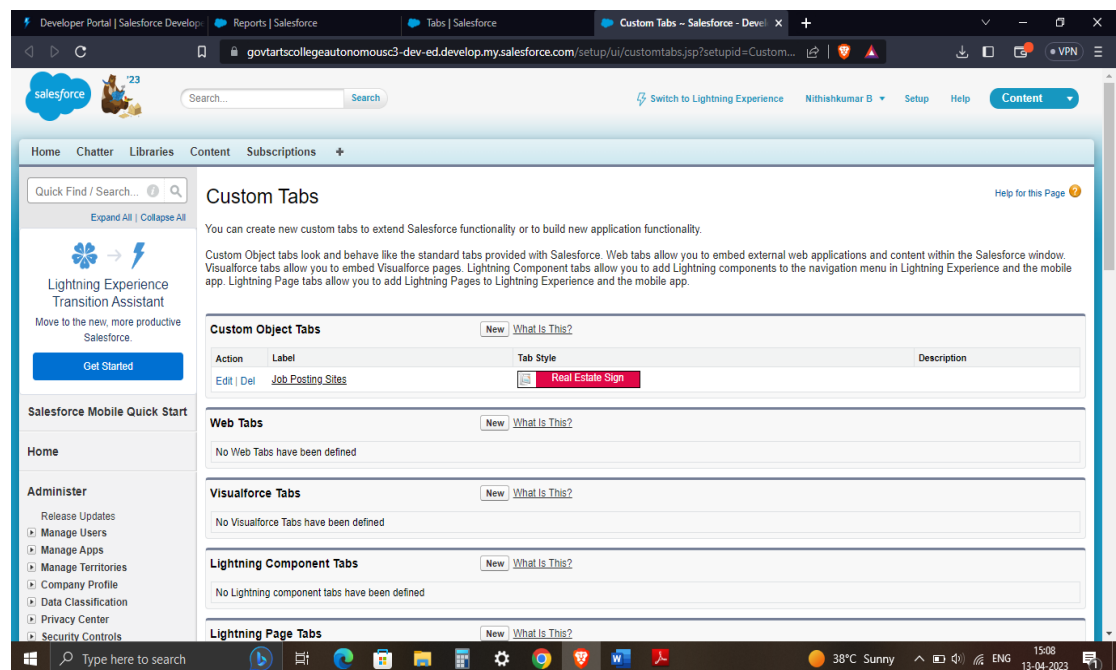 Developer Portal | Salesforce Develop
Reports | Salesforce
Tabs | Salesforce
Custom Tabs ~ Salesforce - Devel
govtartscollegeautonomousc3-dev-ed.develop.my.salesforce.com/setup/ui/customtabs.jsp?setupid=Custom...
VPN
salesforce
'23
Search...
Search
Switch to Lightning Experience
Nithishkumar B
Setup
Help
Content
Home Chatter Libraries Content Subscriptions +
Quick Find / Search...
Expand All | Collapse All
Lightning Experience
Transition Assistant
Move to the new, more productive
Salesforce.
Get Started
Salesforce Mobile Quick Start
Home
Administer
Release Updates
Manage Users
Manage Apps
Manage Territories
Company Profile
Data Classification
Privacy Center
Security Controls
Custom Tabs
Help for this Page
You can create new custom tabs to extend Salesforce functionality or to build new application functionality.
Custom Object tabs look and behave like the standard tabs provided with Salesforce. Web tabs allow you to embed external web applications and content within the Salesforce window.
Visualforce tabs allow you to embed Visualforce pages. Lightning Component tabs allow you to add Lightning components to the navigation menu in Lightning Experience and the mobile
app. Lightning Page tabs allow you to add Lightning Pages to Lightning Experience and the mobile app.
Custom Object Tabs New What Is This?
Action Label Tab Style Description
Edit | Del Job Posting Sites Real Estate Sign
Web Tabs New What Is This?
No Web Tabs have been defined
Visualforce Tabs New What Is This?
No Visualforce Tabs have been defined
Lightning Component Tabs New What Is This?
No Lightning component tabs have been defined
Lightning Page Tabs New What Is This?
Type here to search
38°C Sunny
ENG
15:08
13-04-2023